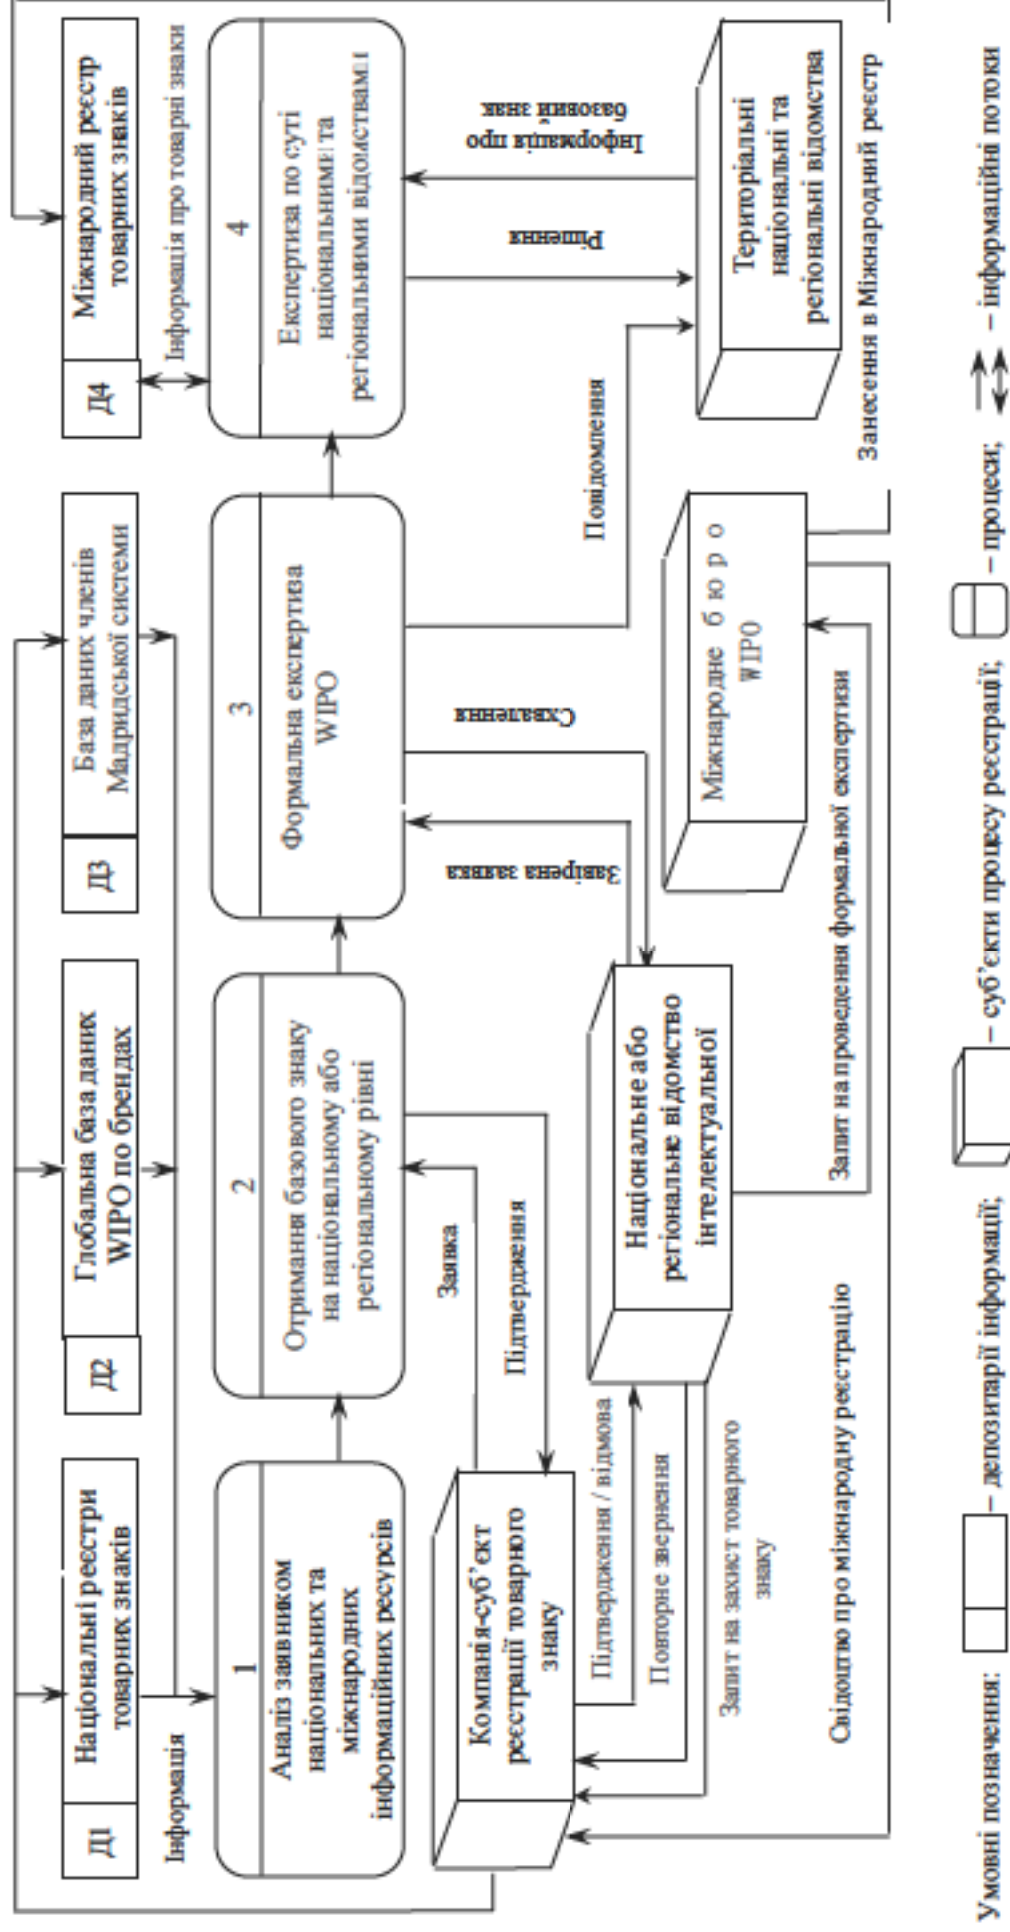 Д1
Національні реєстри
товарних знаків
Д2
Глобальна база даних
WIPO по брендах
Д3
База даних членів
Мадридської системи
Д4
Міжнародний реєстр
товарних знаків
Інформація
Інформація про товарні знаки
1
Аналіз заявником
національних та
міжнародних
інформаційних ресурсів
2
Отримання базового знаку
на національному або
регіональному рівні
3
Формальна експертиза
WIPO
4
Експертиза по суті
національними та
регіональними відомствами
Заявка
Підтвердження
Завірена заявка
Схвалення
Повідомлення
Рішення
Інформація про
базовий знак
Компанія-суб’єкт
реєстрації товарного
знаку
Національне або
регіональне відомство
інтелектуальної
Міжнародне бюро
WIPO
Територіальні
національні та
регіональні відомства
Підтвердження / відмова
Повторне звернення
Запит на захист товарного
знаку
Запит на проведення формальної експертизи
Занесення в Міжнародний реєстр
Свідоцтво про міжнародну реєстрацію
Умовні позначення:
– депозитарії інформації;
– суб’єкти процесу реєстрації;
– процеси;
– інформаційні потоки